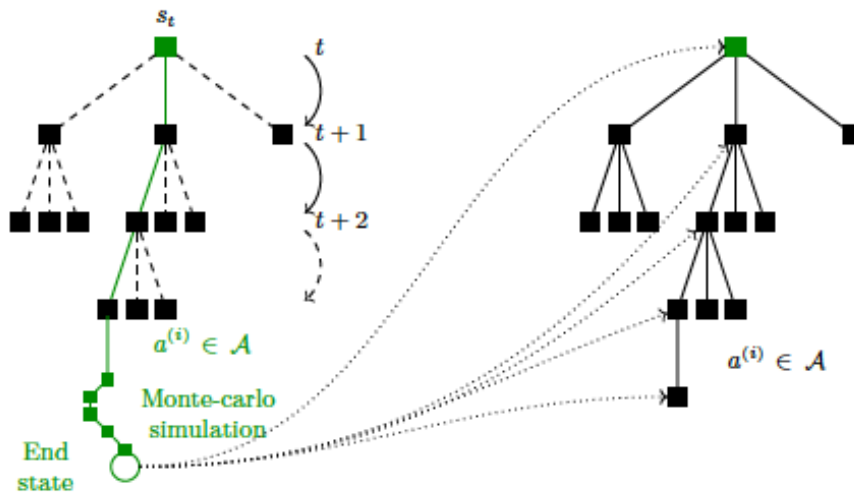 s_t
t
t + 1
t + 2
a^{(i)} ∈ 𝒜
Monte-carlo
simulation
End
state
a^{(i)} ∈ 𝒜